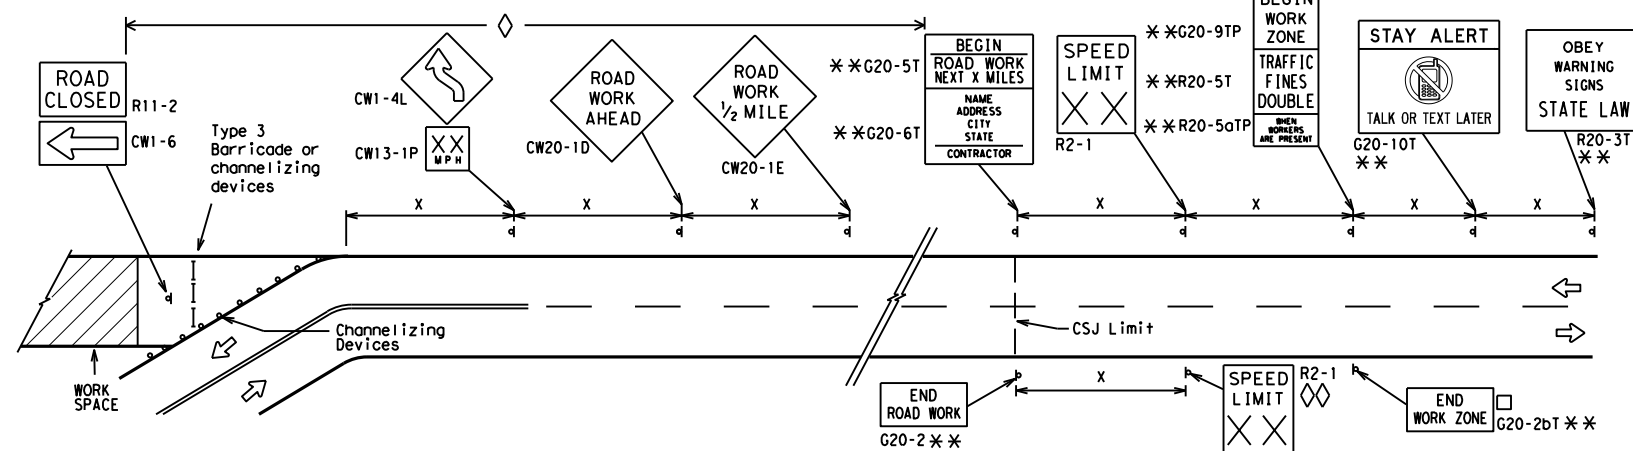 ROAD
CLOSED
R11-2
CW1-6
Type 3
Barricade or
channelizing
devices
CW1-4L
XX
MPH
CW13-1P
ROAD
WORK
AHEAD
CW20-1D
ROAD
WORK
1/2 MILE
CW20-1E
**G20-5T
**G20-6T
BEGIN
ROAD WORK
NEXT X MILES
NAME
ADDRESS
CITY
STATE
CONTRACTOR
SPEED
LIMIT
XX
R2-1
**G20-9TP
**R20-5T
**R20-5aTP
BEGIN
WORK
ZONE
TRAFFIC
FINES
DOUBLE
WHEN
WORKERS
ARE PRESENT
STAY ALERT
TALK OR TEXT LATER
G20-10T
**
OBEY
WARNING
SIGNS
STATE LAW
R20-3T
**
X
X
X
X
X
X
X
WORK
SPACE
Channelizing
Devices
CSJ Limit
END
ROAD WORK
G20-2 **
X
SPEED
LIMIT
XX
R2-1
END
WORK ZONE
G20-2bT **